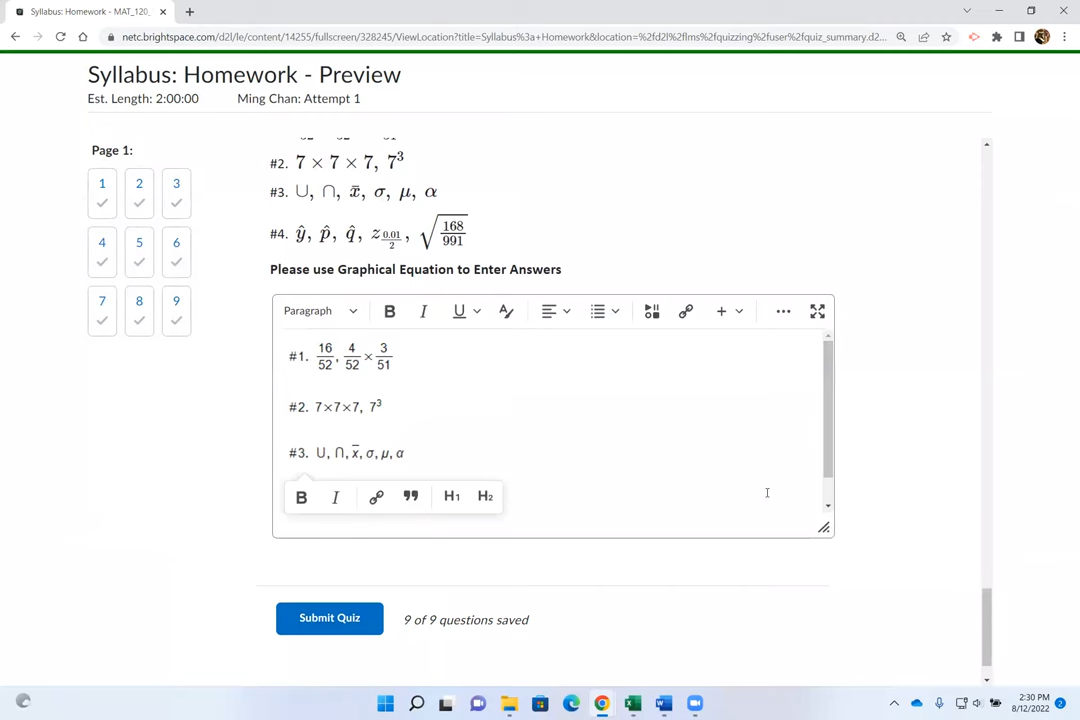 Syllabus: Homework - MAT_120_
netc.brightspace.com/d2l/le/content/14255/fullscreen/328245/ViewLocation?title=Syllabus%3a+Homework&location=%2fd2l%2flms%2fquizzing%2fuser%2fquiz_summary.d2...
Syllabus: Homework - Preview
Est. Length: 2:00:00 Ming Chan: Attempt 1
Page 1:
1 2 3
4 5 6
7 8 9
#2. 7 × 7 × 7, 7³
#3. ∪, ∩, x̄, σ, μ, α
#4. ŷ, p̂, q̂, z_{0.01/2}, √(168/991)
Please use Graphical Equation to Enter Answers
Paragraph B I U A
#1. 16/52, 4/52 × 3/51
#2. 7×7×7, 7³
#3. ∪, ∩, x̄, σ, μ, α
B I H1 H2
Submit Quiz 9 of 9 questions saved
2:30 PM
8/12/2022 2